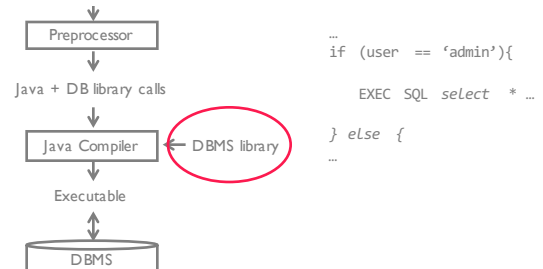 Preprocessor
Java + DB library calls
Java Compiler
DBMS library
Executable
DBMS
…
if (user == ‘admin’){
EXEC SQL select * …
} else {
…